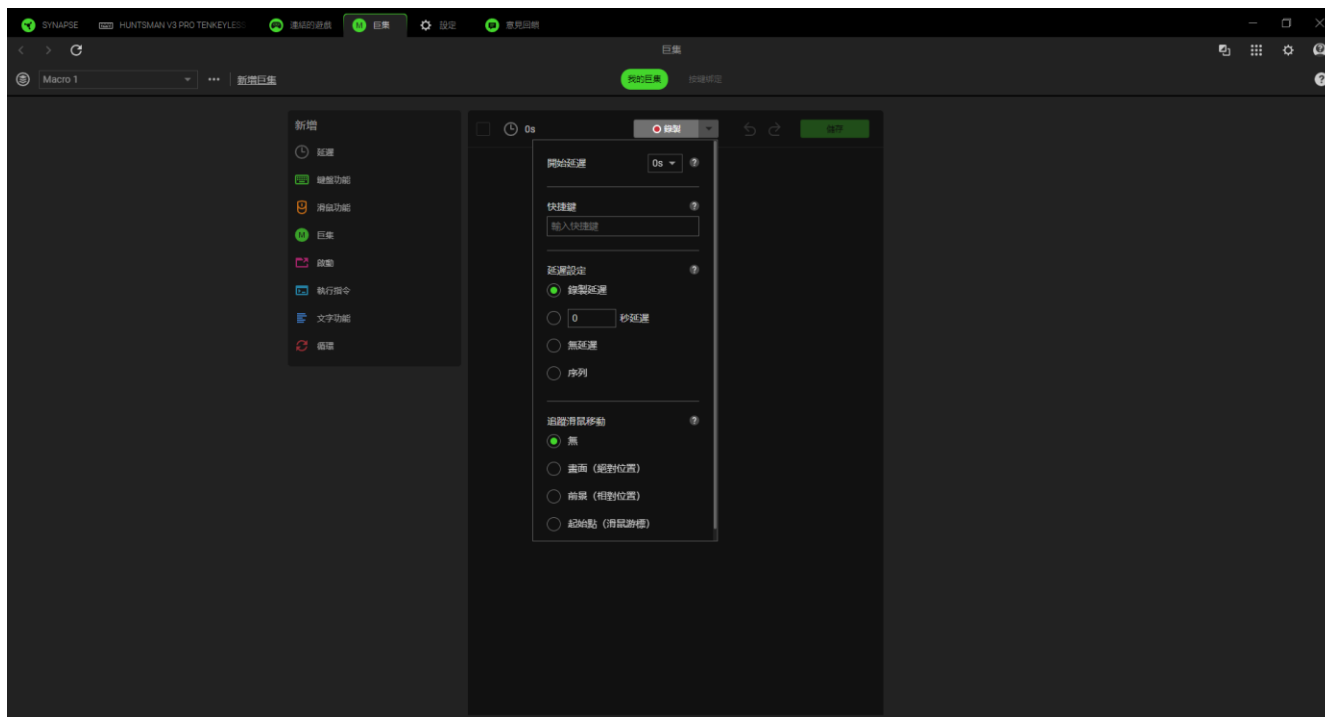 SYNAPSE
HUNTSMAN V3 PRO TENKEYLESS
連結的遊戲
巨集
設定
意見回饋
巨集
Macro 1
新增巨集
我的巨集
按鍵綁定
新增
延遲
鍵盤功能
滑鼠功能
巨集
啟動
執行指令
文字功能
循環
0s
錄製
儲存
開始延遲
0s
快捷鍵
輸入快捷鍵
延遲設定
錄製延遲
0 秒延遲
無延遲
序列
追蹤滑鼠移動
無
畫面（絕對位置）
前景（相對位置）
起始點（滑鼠游標）